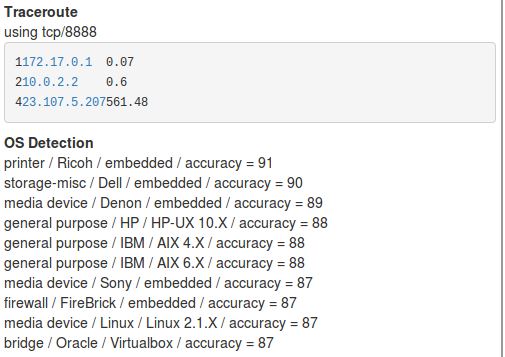 Traceroute
using tcp/8888
1172.17.0.1 0.07
210.0.2.2 0.6
423.107.5.207561.48
OS Detection
printer / Ricoh / embedded / accuracy = 91
storage-misc / Dell / embedded / accuracy = 90
media device / Denon / embedded / accuracy = 89
general purpose / HP / HP-UX 10.X / accuracy = 88
general purpose / IBM / AIX 4.X / accuracy = 88
general purpose / IBM / AIX 6.X / accuracy = 88
media device / Sony / embedded / accuracy = 87
firewall / FireBrick / embedded / accuracy = 87
media device / Linux / Linux 2.1.X / accuracy = 87
bridge / Oracle / Virtualbox / accuracy = 87